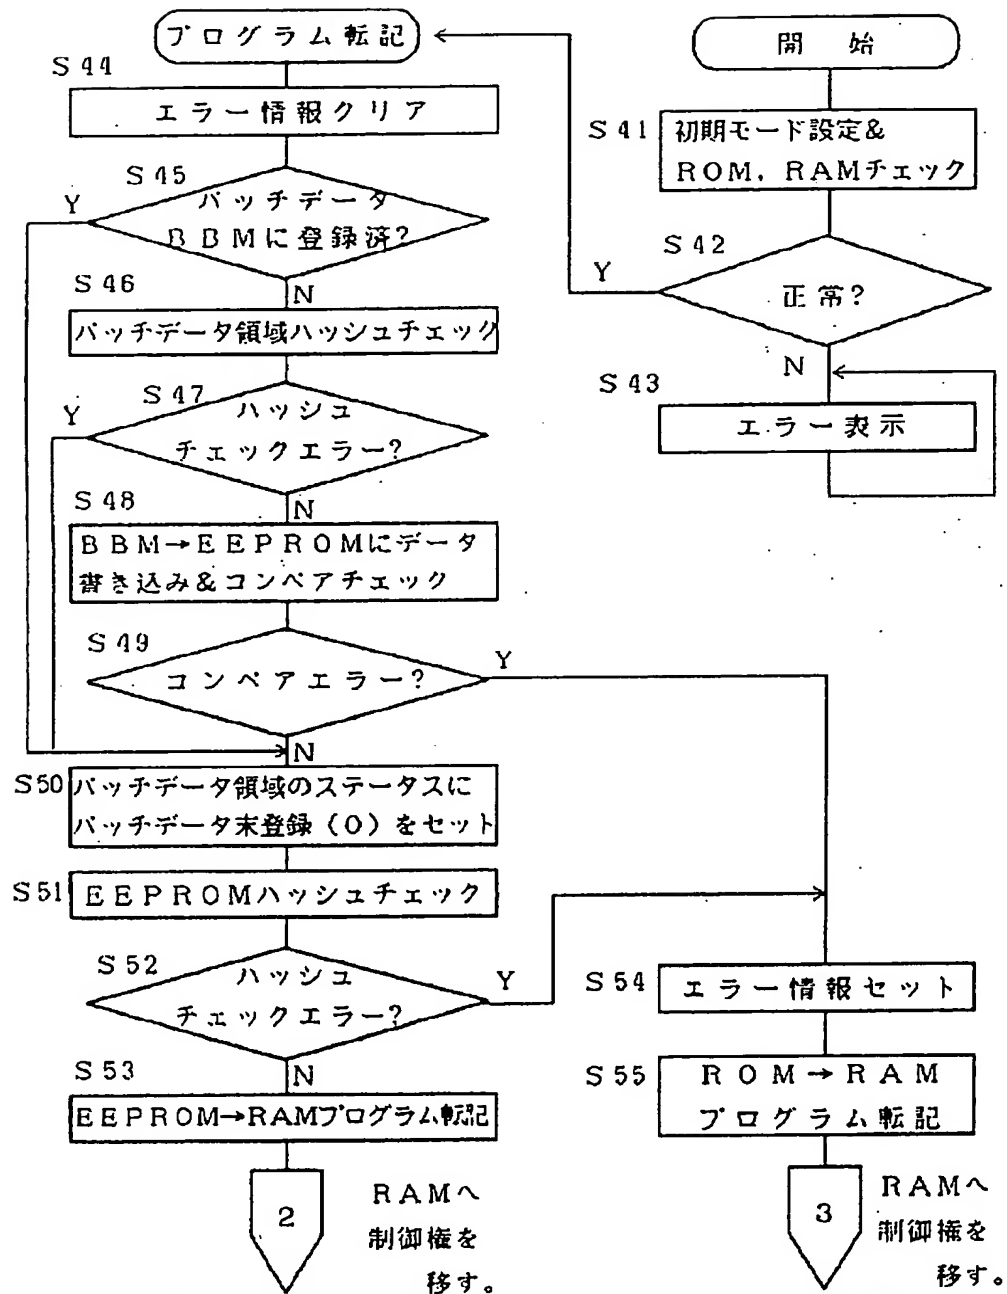 プログラム転記
S44
エラー情報クリア
S45
パッチデータ
BBMに登録済?
Y
N
S46
パッチデータ領域ハッシュチェック
S47
ハッシュ
チェックエラー?
Y
N
S48
BBM→EEPROMにデータ
書き込み&コンペアチェック
S49
コンペアエラー?
Y
N
S50
パッチデータ領域のステータスに
パッチデータ末登録(0)をセット
S51
EEPROMハッシュチェック
S52
ハッシュ
チェックエラー?
Y
N
S53
EEPROM→RAMプログラム転記
2
RAMへ
制御権を
移す。
開始
S41
初期モード設定&
ROM,RAMチェック
S42
正常?
Y
N
S43
エラー表示
S54
エラー情報セット
S55
ROM→RAM
プログラム転記
3
RAMへ
制御権を
移す。